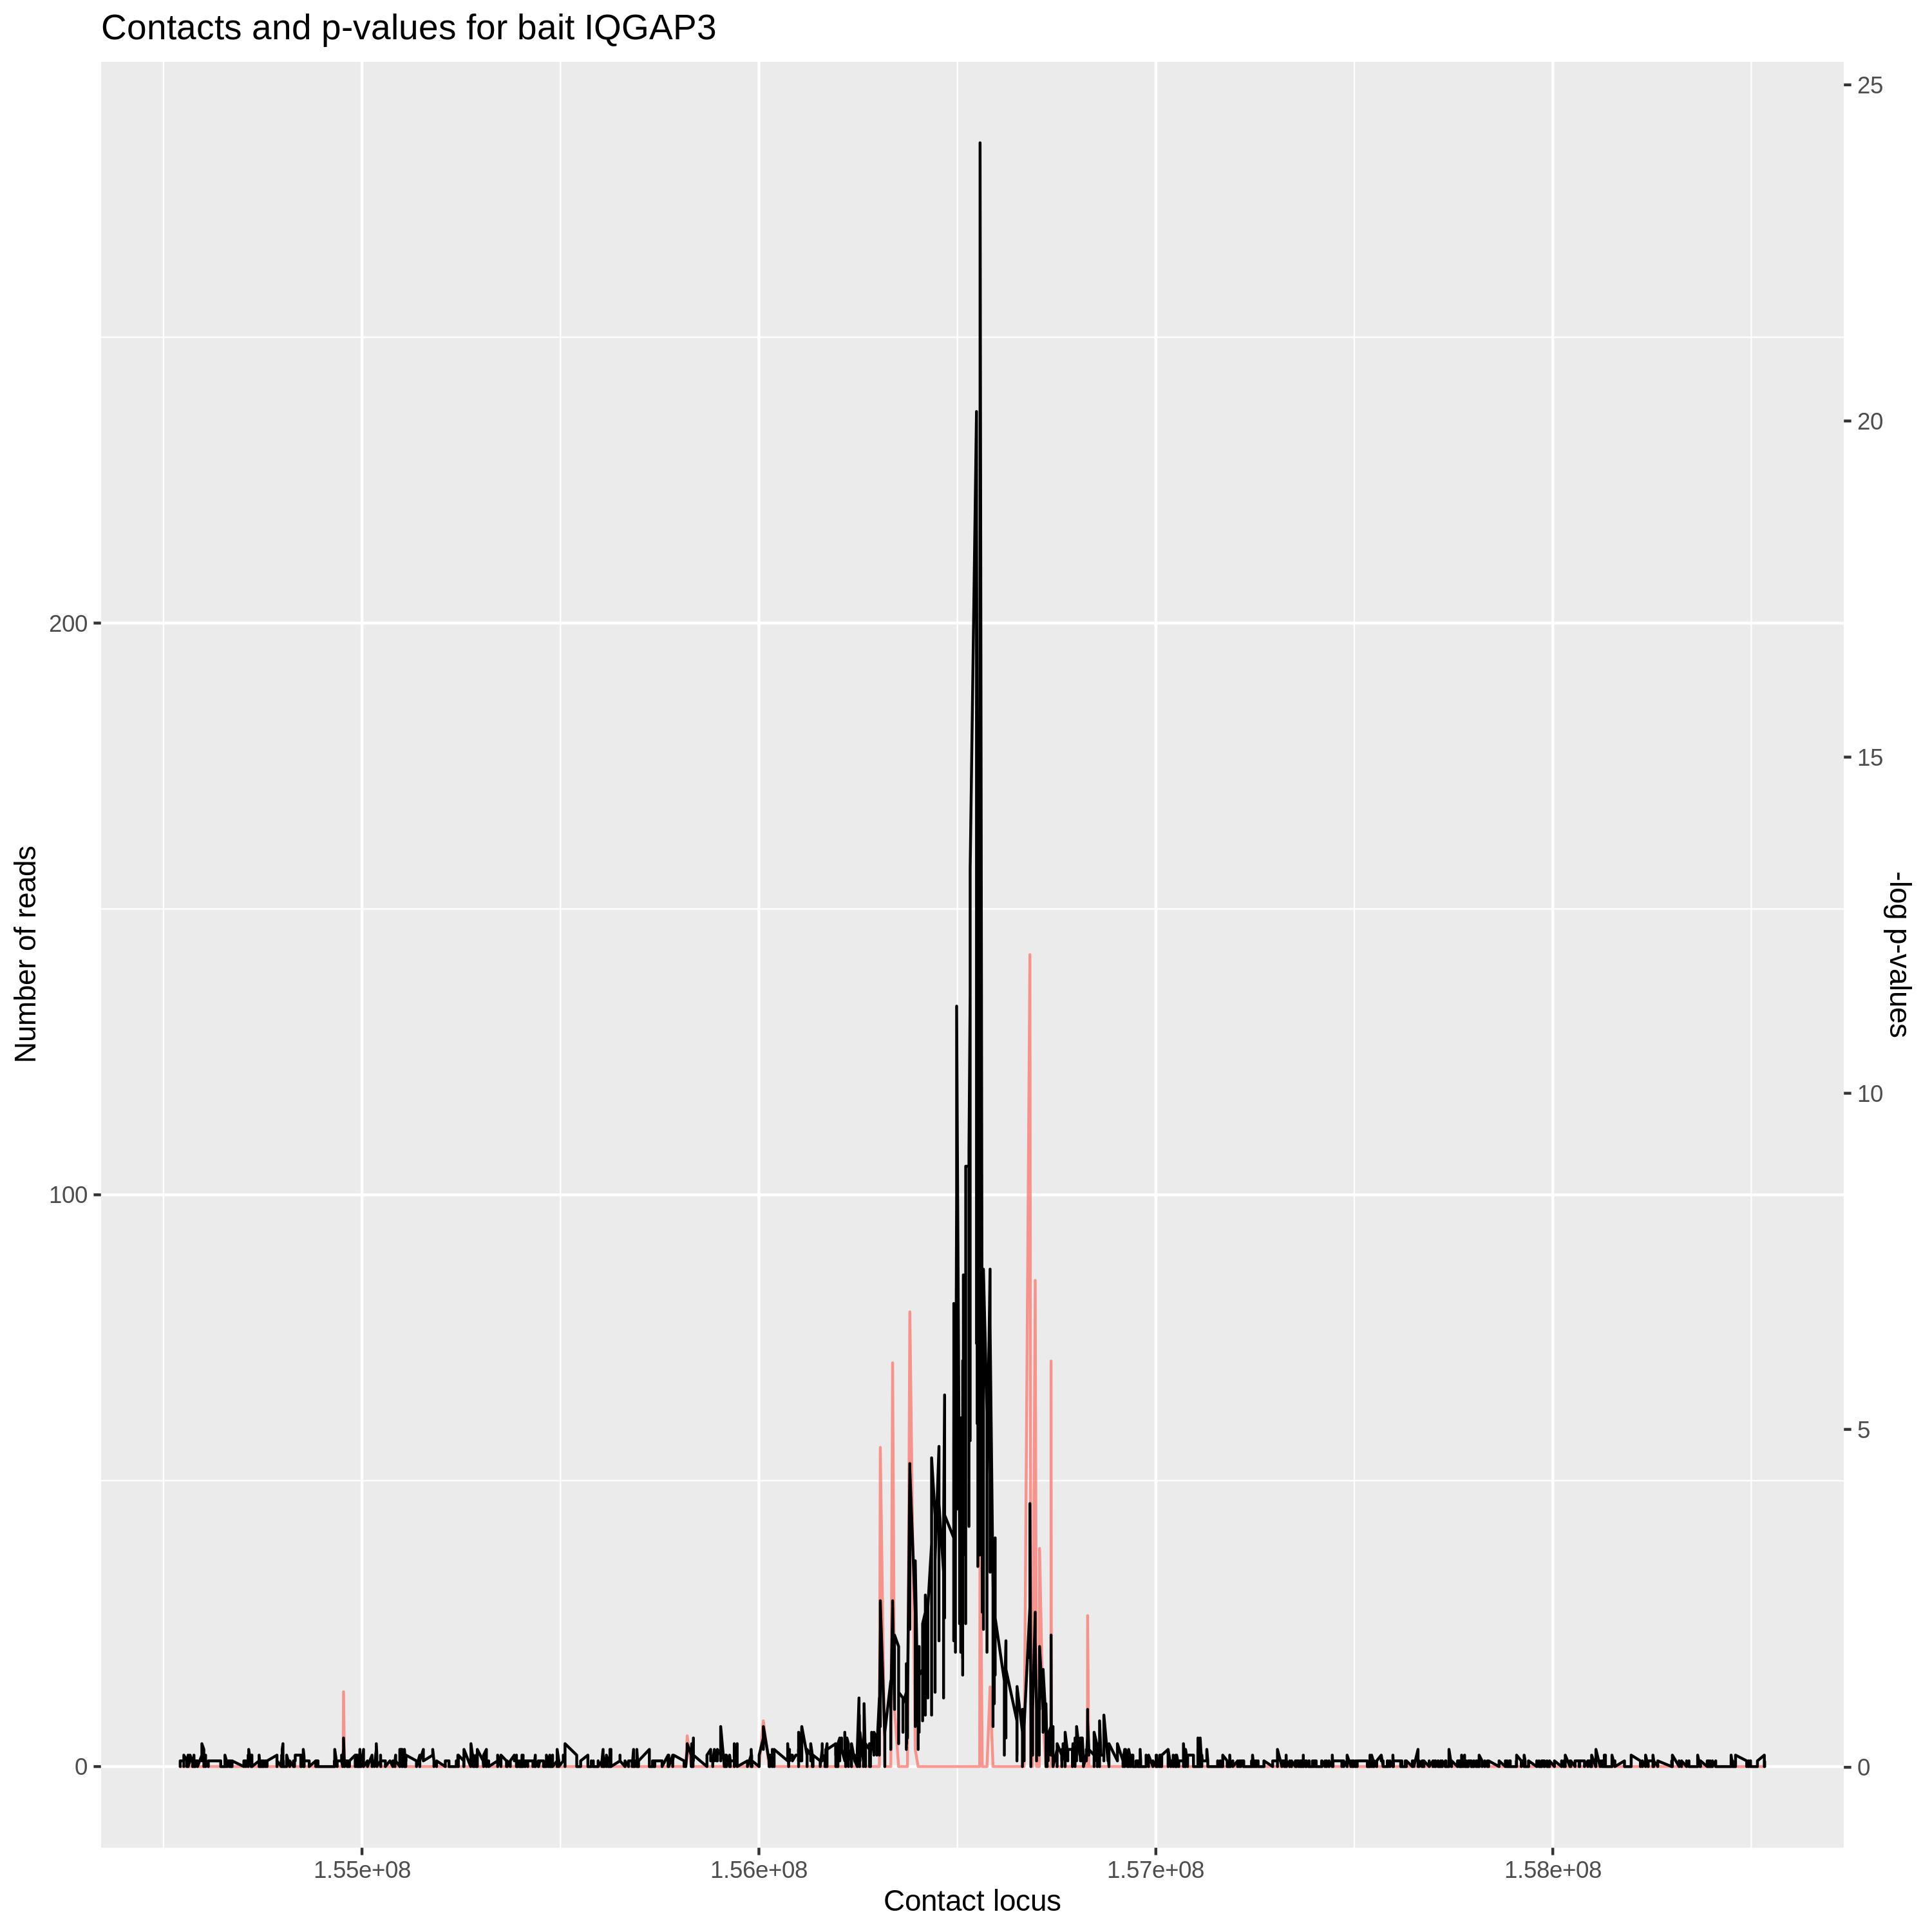 Contacts and p-values for bait IQGAP3
Number of reads
200
100
0
25
20
15
10
5
0
-log p-values
1.55e+08
1.56e+08
1.57e+08
1.58e+08
Contact locus